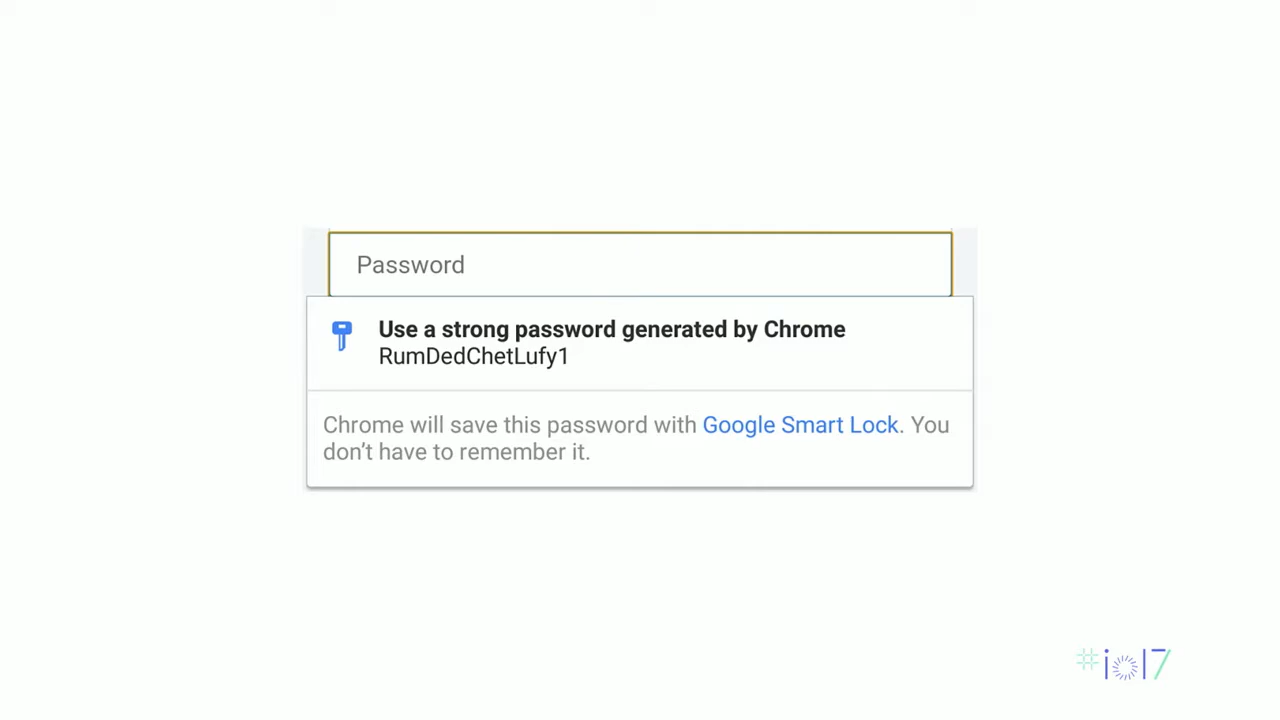 Password
Use a strong password generated by Chrome
RumDedChetLufy1
Chrome will save this password with Google Smart Lock. You
don’t have to remember it.
#io17